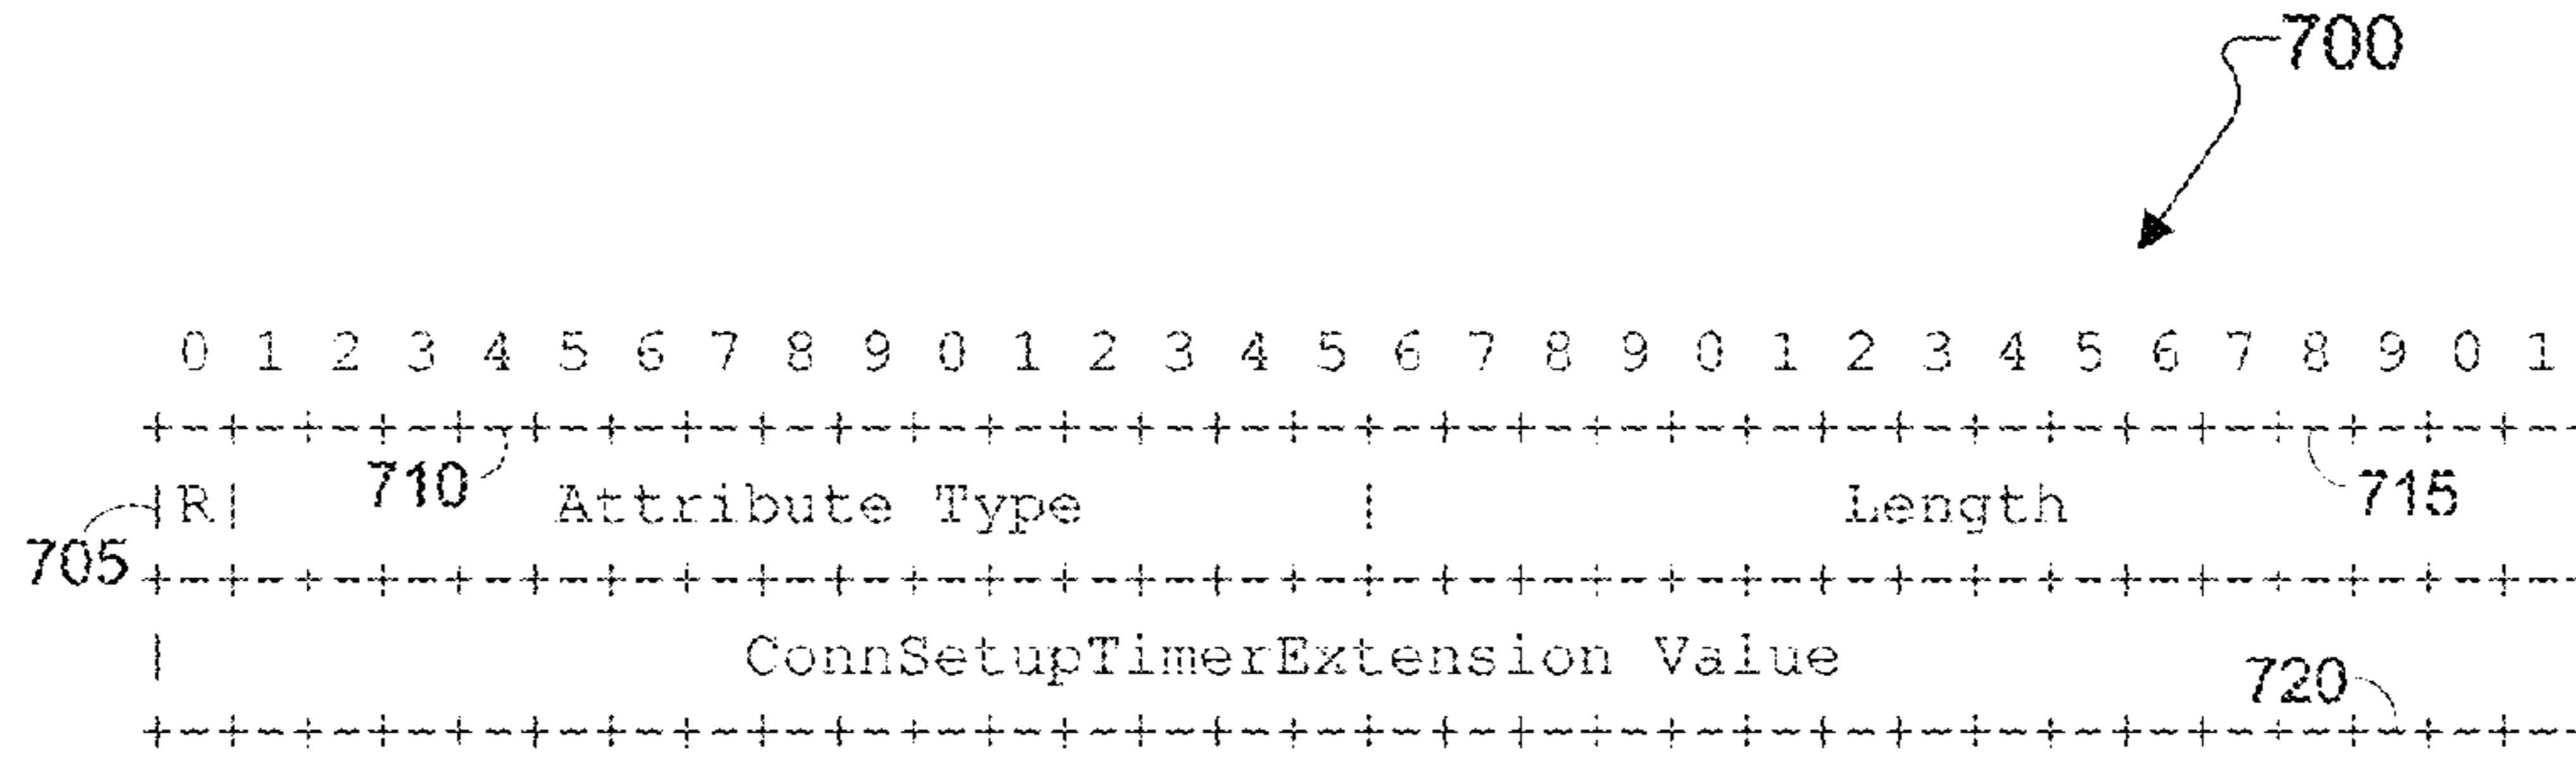 700
0 1 2 3 4 5 6 7 8 9 0 1 2 3 4 5 6 7 8 9 0 1 2 3 4 5 6 7 8 9 0 1
+-+-+-+-+-+-+-+-+-+-+-+-+-+-+-+-+-+-+-+-+-+-+-+-+-+-+-+-+-+-+-+-
|R| 710 Attribute Type | Length 715
705 +-+-+-+-+-+-+-+-+-+-+-+-+-+-+-+-+-+-+-+-+-+-+-+-+-+-+-+-+-+-+-+-
| ConnSetupTimerExtension Value 720
+-+-+-+-+-+-+-+-+-+-+-+-+-+-+-+-+-+-+-+-+-+-+-+-+-+-+-+-+-+-+-+-